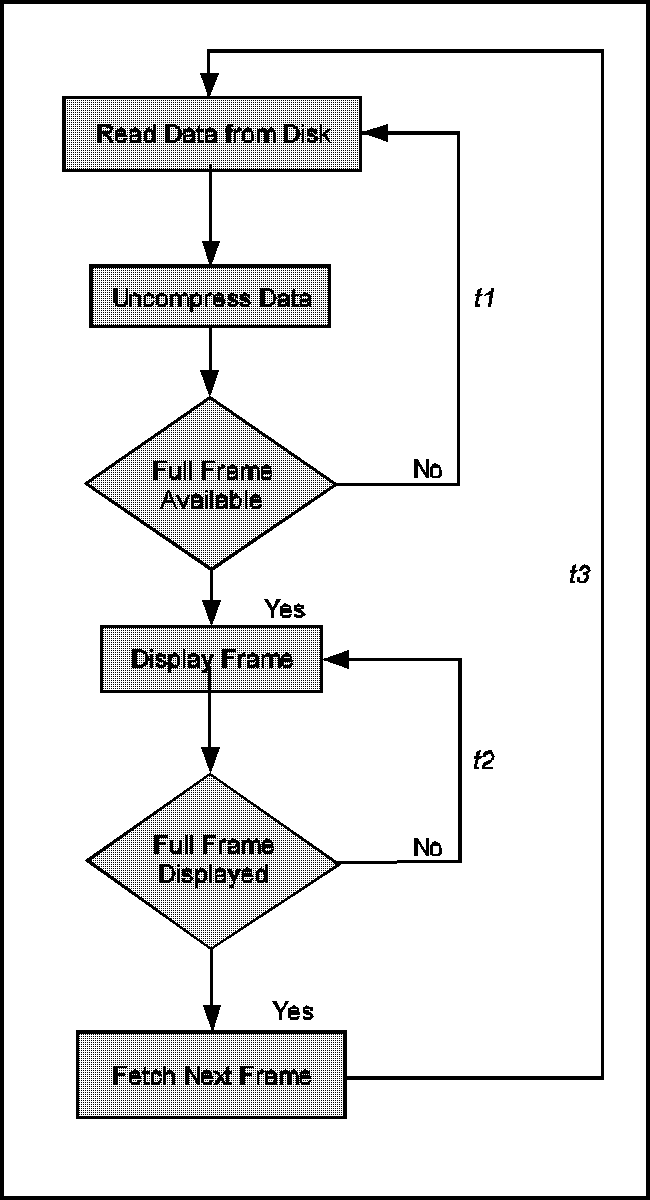 Read Data from Disk
Uncompress Data
t1
Full Frame
Available
No
t3
Yes
Display Frame
t2
Full Frame
Displayed
No
Yes
Fetch Next Frame